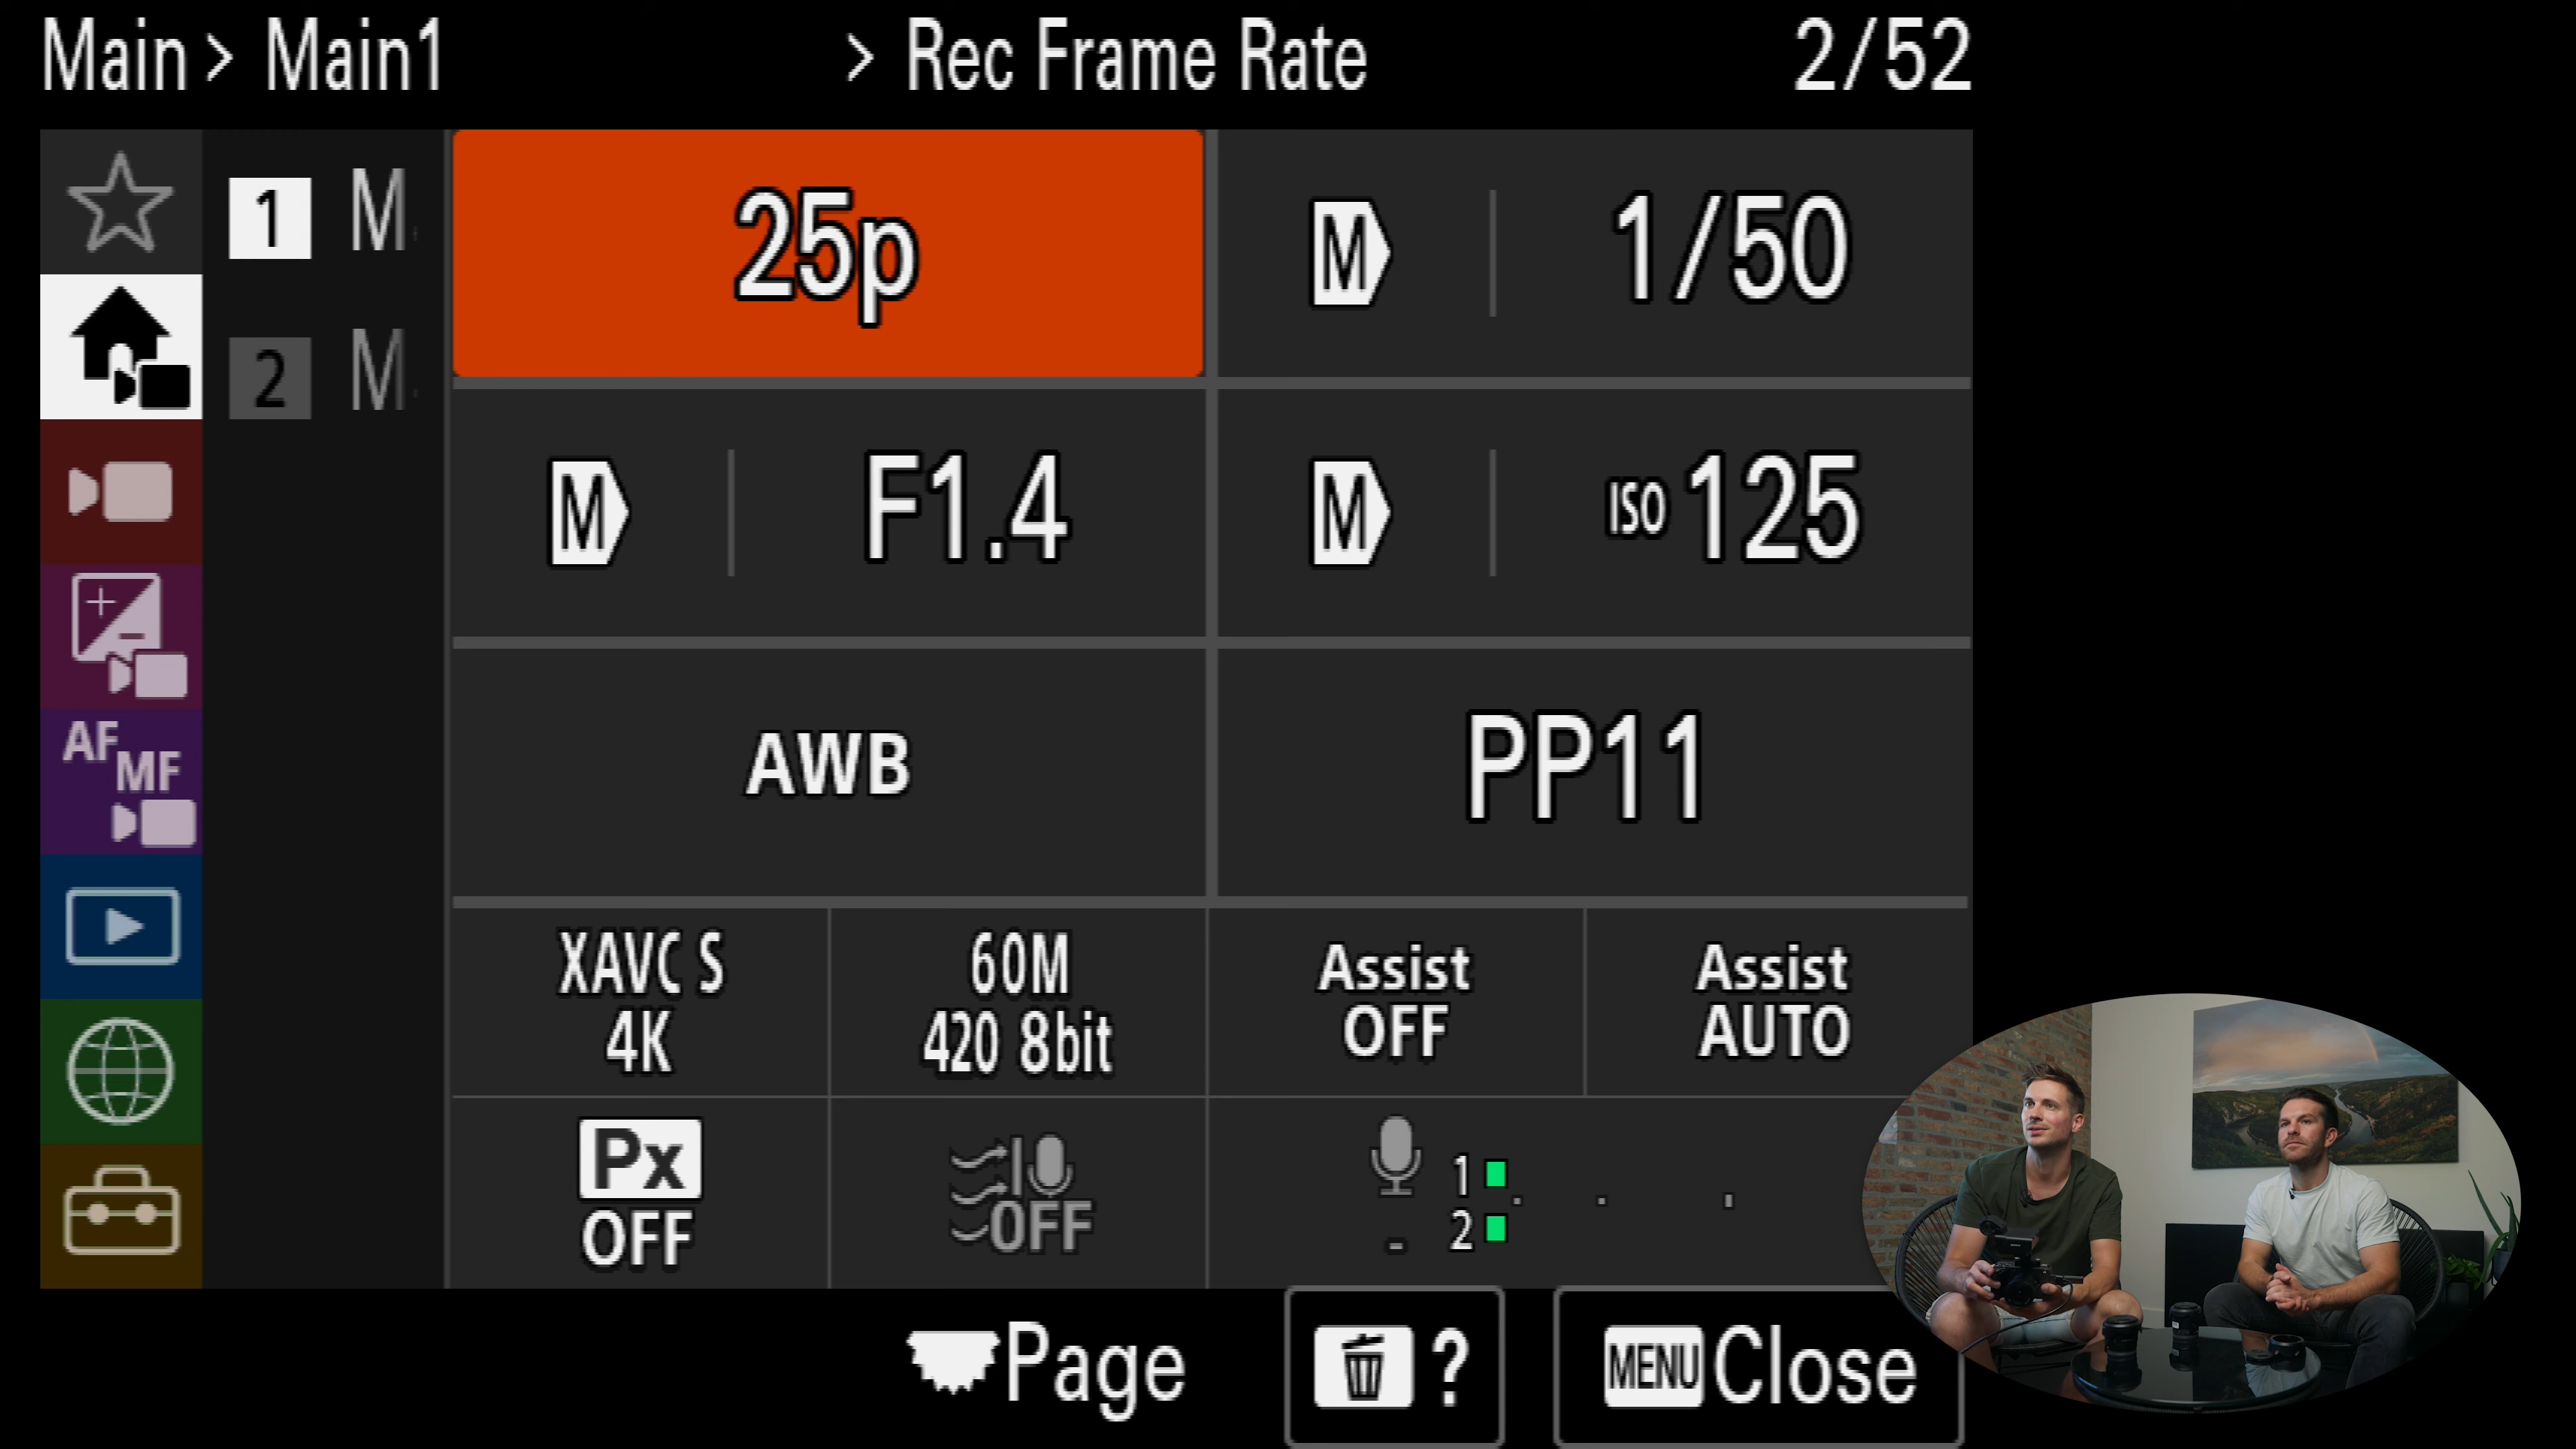 Main > Main1 > Rec Frame Rate 2/52
1 M
2 M
25p
M 1/50
M F1.4
M ISO 125
AWB
PP11
XAVC S
4K
60M
420 8bit
Assist
OFF
Assist
AUTO
AF
MF
Px
OFF
OFF
1
2
-
Page
?
MENU Close